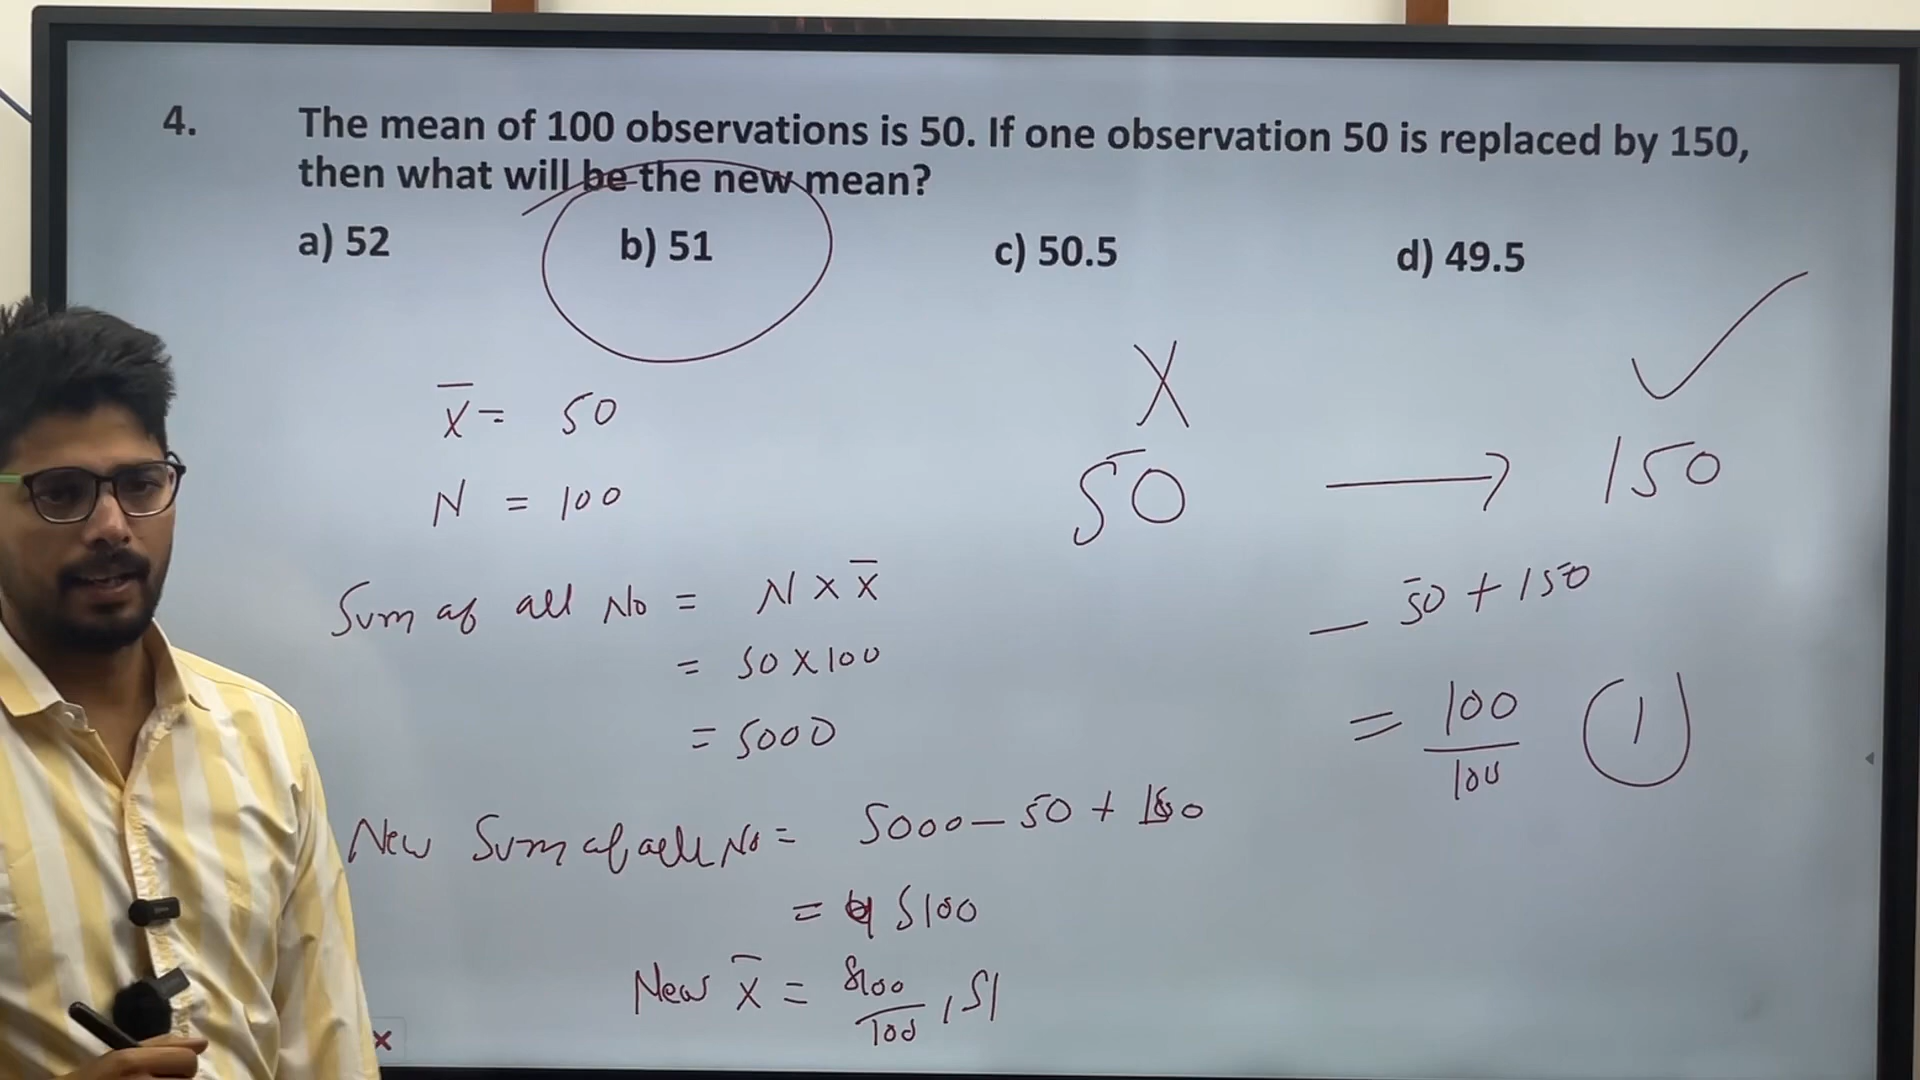 4. The mean of 100 observations is 50. If one observation 50 is replaced by 150,
then what will be the new mean?
a) 52 b) 51 c) 50.5 d) 49.5
X
x̄ = 50
50 → 150
N = 100
Sum of all No = N × x̄
− 50 + 150
= 50 × 100
= 100/100 1
= 5000
New Sum of all No = 5000 − 50 + 150
= 5100
New x̄ = 5100/100 , 51